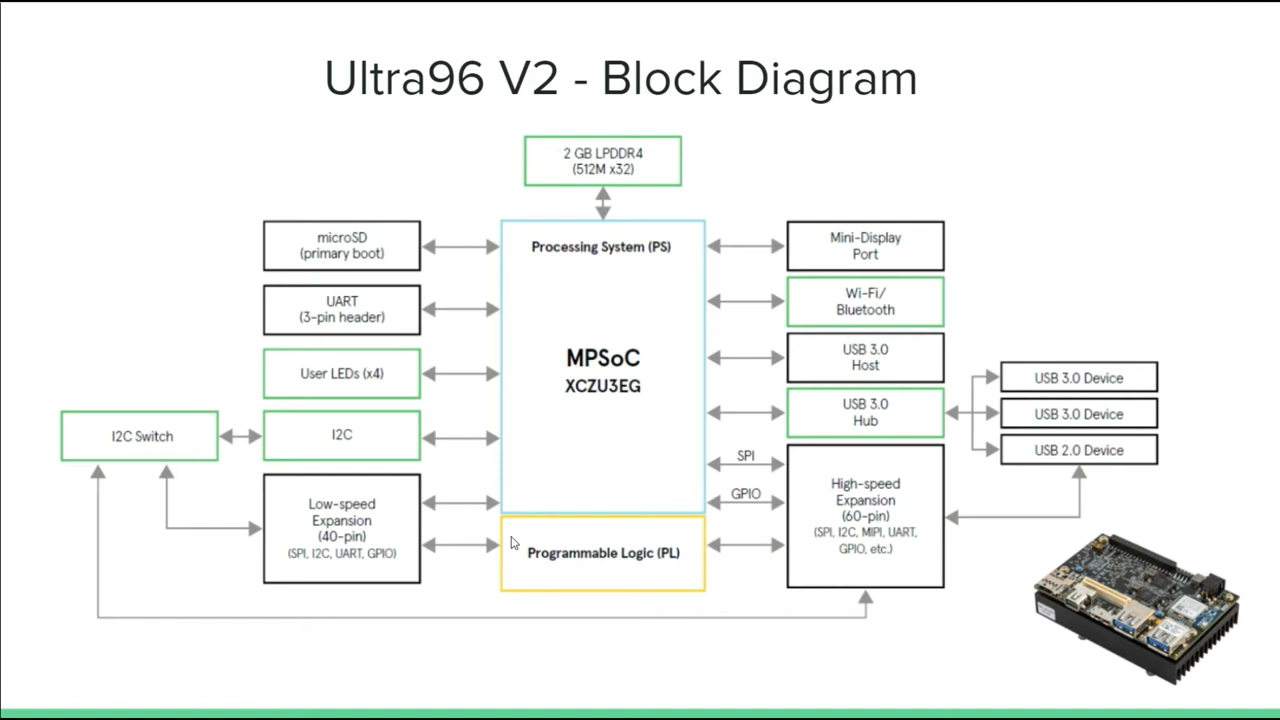 Ultra96 V2 - Block Diagram
2 GB LPDDR4
(512M x32)
microSD
(primary boot)
UART
(3-pin header)
User LEDs (x4)
I2C Switch
I2C
Low-speed
Expansion
(40-pin)
(SPI, I2C, UART, GPIO)
Processing System (PS)
MPSoC
XCZU3EG
Programmable Logic (PL)
Mini-Display
Port
Wi-Fi/
Bluetooth
USB 3.0
Host
USB 3.0
Hub
SPI
GPIO
High-speed
Expansion
(60-pin)
(SPI, I2C, MIPI, UART,
GPIO, etc.)
USB 3.0 Device
USB 3.0 Device
USB 2.0 Device